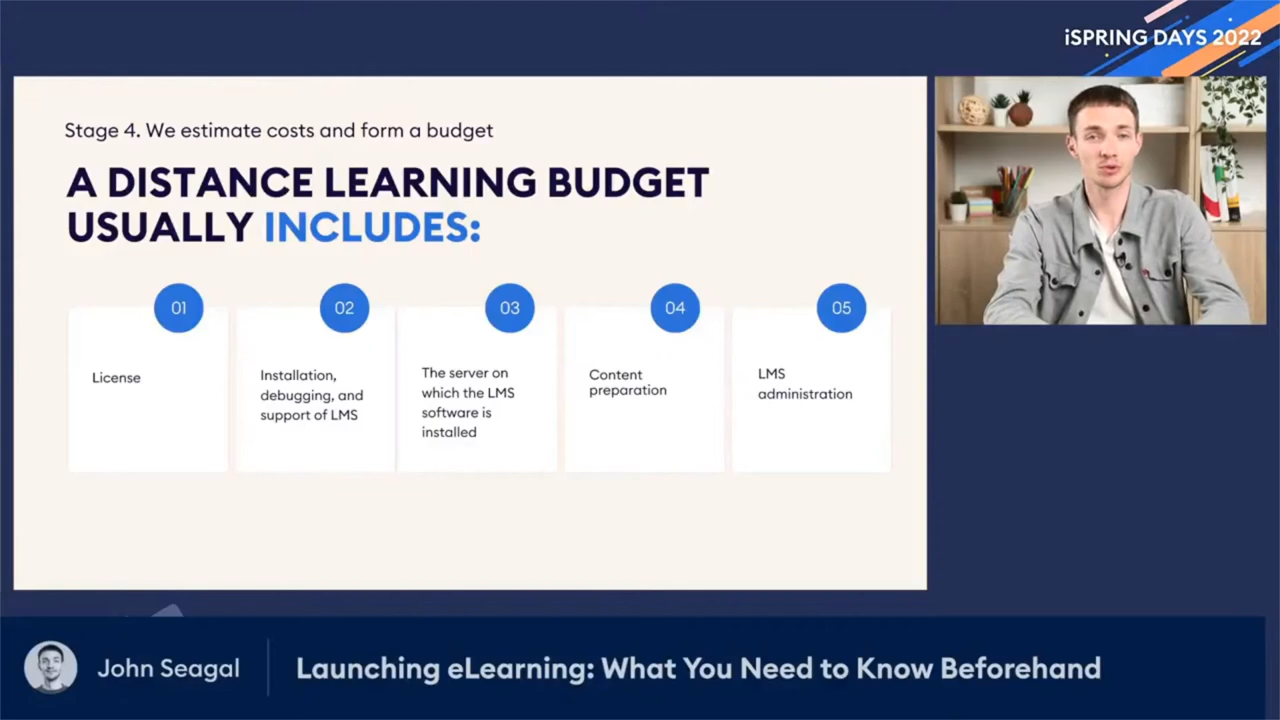 iSPRING DAYS 2022
Stage 4. We estimate costs and form a budget
A DISTANCE LEARNING BUDGET
USUALLY INCLUDES:
01
License
02
Installation,
debugging, and
support of LMS
03
The server on
which the LMS
software is
installed
04
Content
preparation
05
LMS
administration
John Seagal
Launching eLearning: What You Need to Know Beforehand